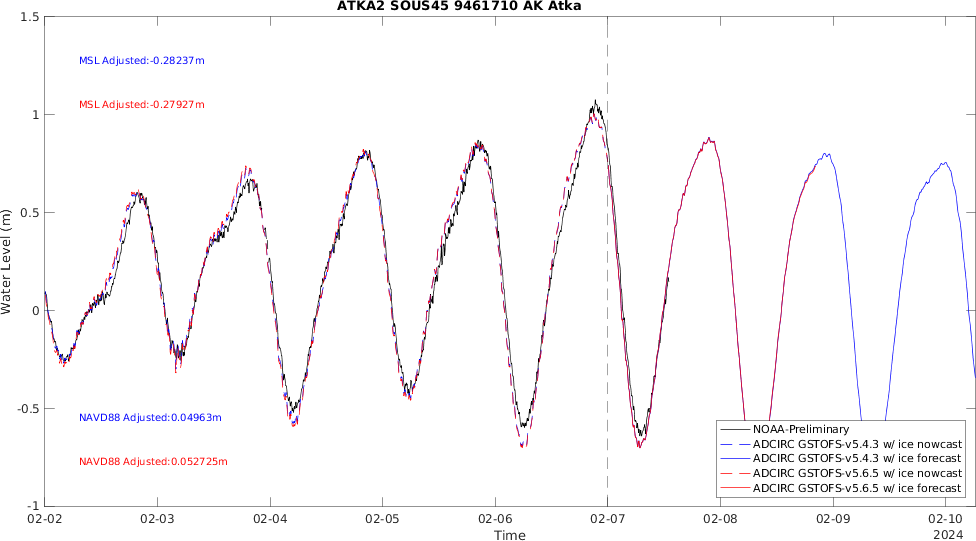 ATKA2 SOUS45 9461710 AK Atka
1.5
1
0.5
0
-0.5
-1
Water Level (m)
MSL Adjusted:-0.28237m
MSL Adjusted:-0.27927m
NAVD88 Adjusted:0.04963m
NAVD88 Adjusted:0.052725m
NOAA-Preliminary
ADCIRC GSTOFS-v5.4.3 w/ ice nowcast
ADCIRC GSTOFS-v5.4.3 w/ ice forecast
ADCIRC GSTOFS-v5.6.5 w/ ice nowcast
ADCIRC GSTOFS-v5.6.5 w/ ice forecast
02-02 02-03 02-04 02-05 02-06 02-07 02-08 02-09 02-10
Time
2024